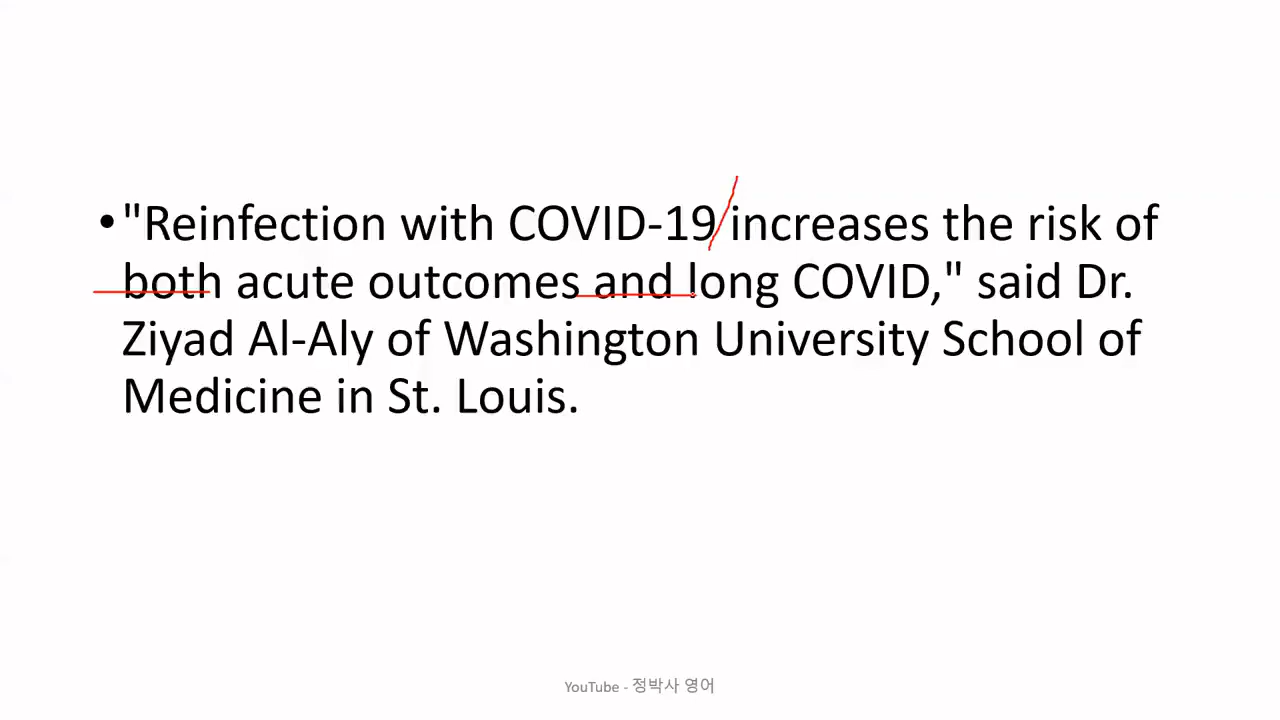 •"Reinfection with COVID-19 increases the risk of
both acute outcomes and long COVID," said Dr.
Ziyad Al-Aly of Washington University School of
Medicine in St. Louis.
YouTube - 정박사 영어